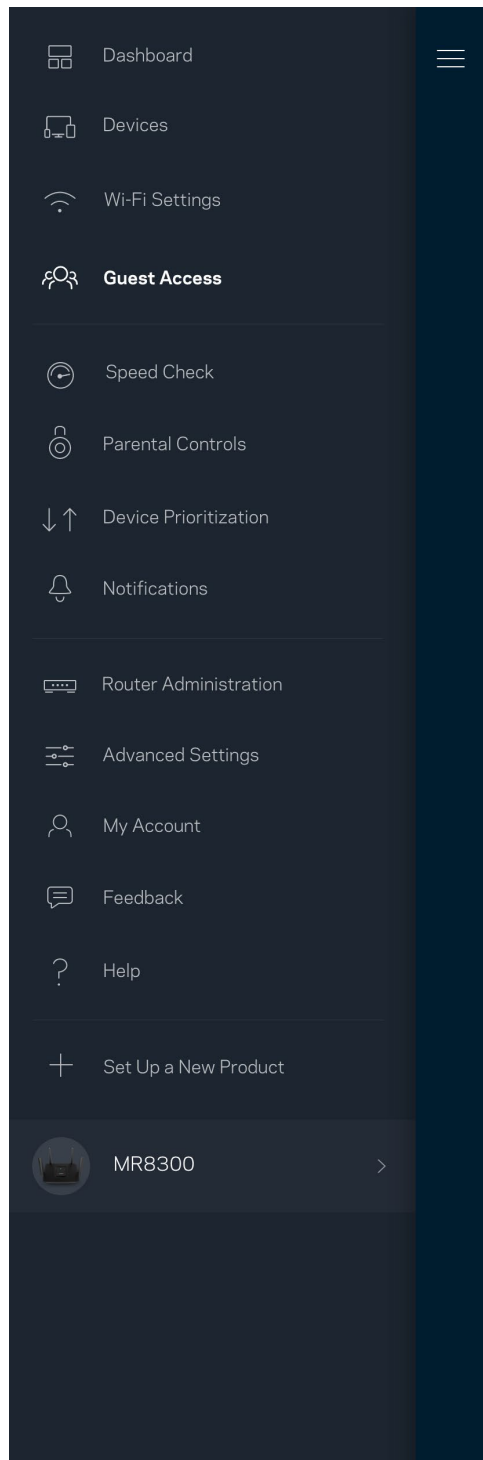 Dashboard
Devices
Wi-Fi Settings
Guest Access
Speed Check
Parental Controls
Device Prioritization
Notifications
Router Administration
Advanced Settings
My Account
Feedback
Help
Set Up a New Product
MR8300